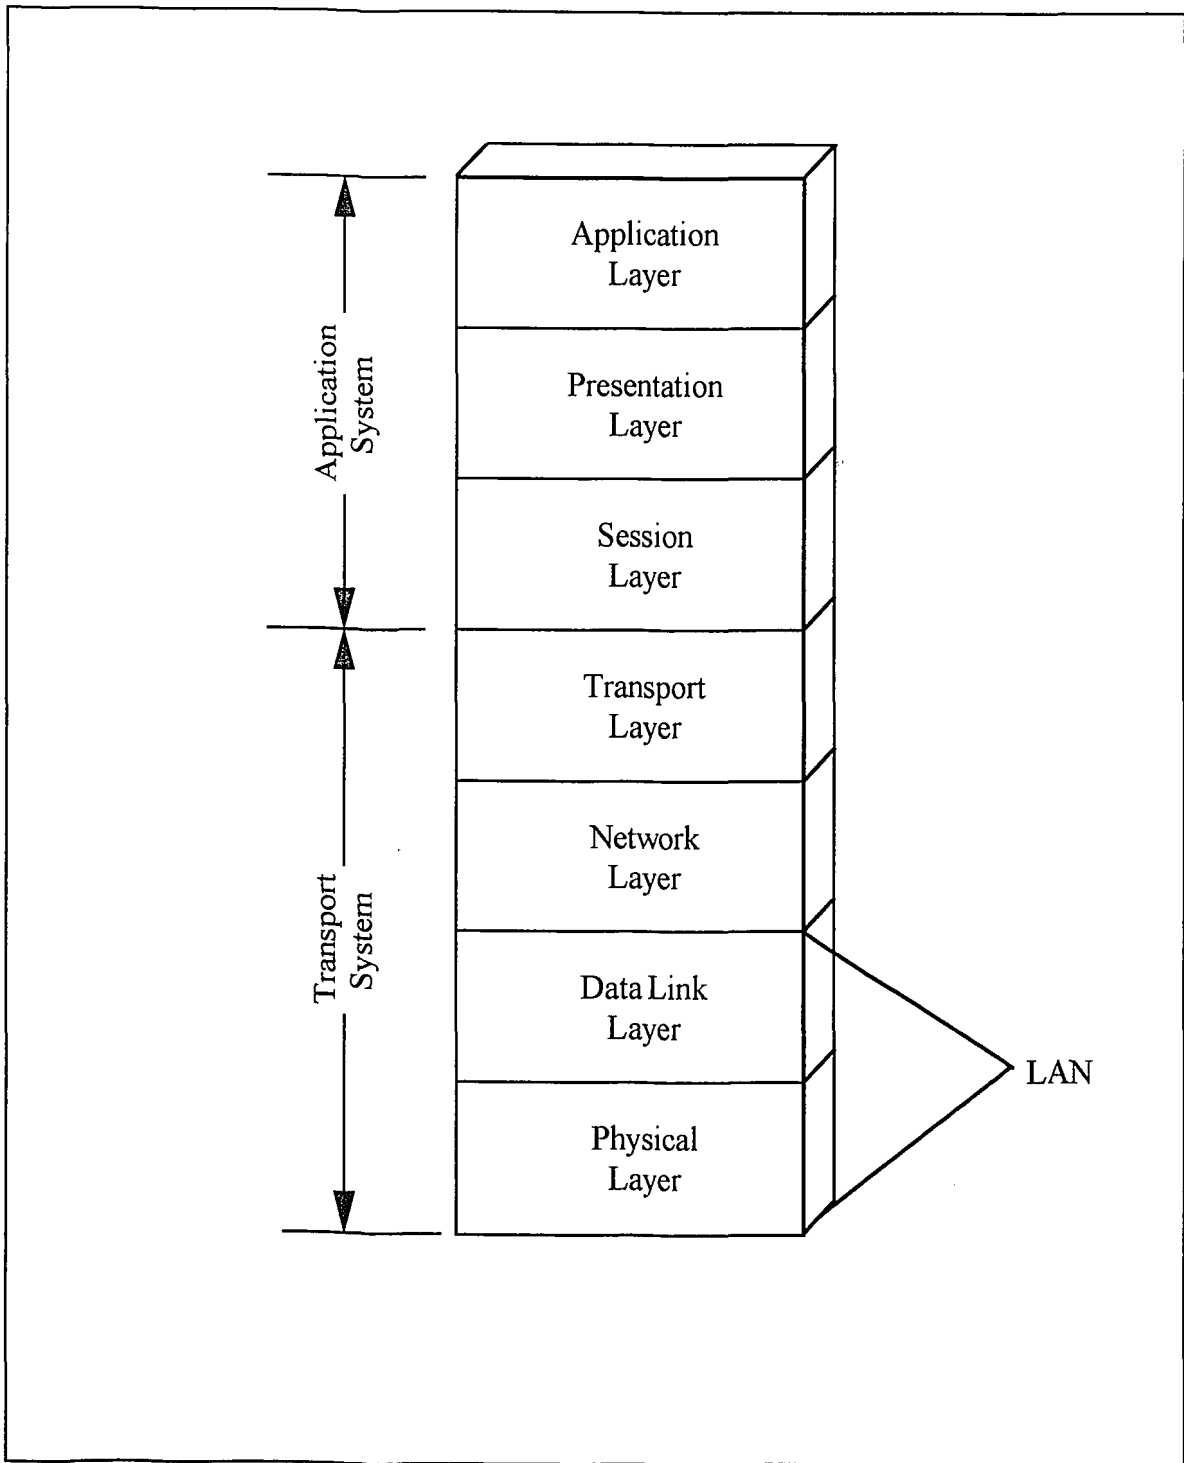 Application
Layer
Presentation
Layer
Session
Layer
Transport
Layer
Network
Layer
Data Link
Layer
Physical
Layer
Application
System
Transport
System
LAN